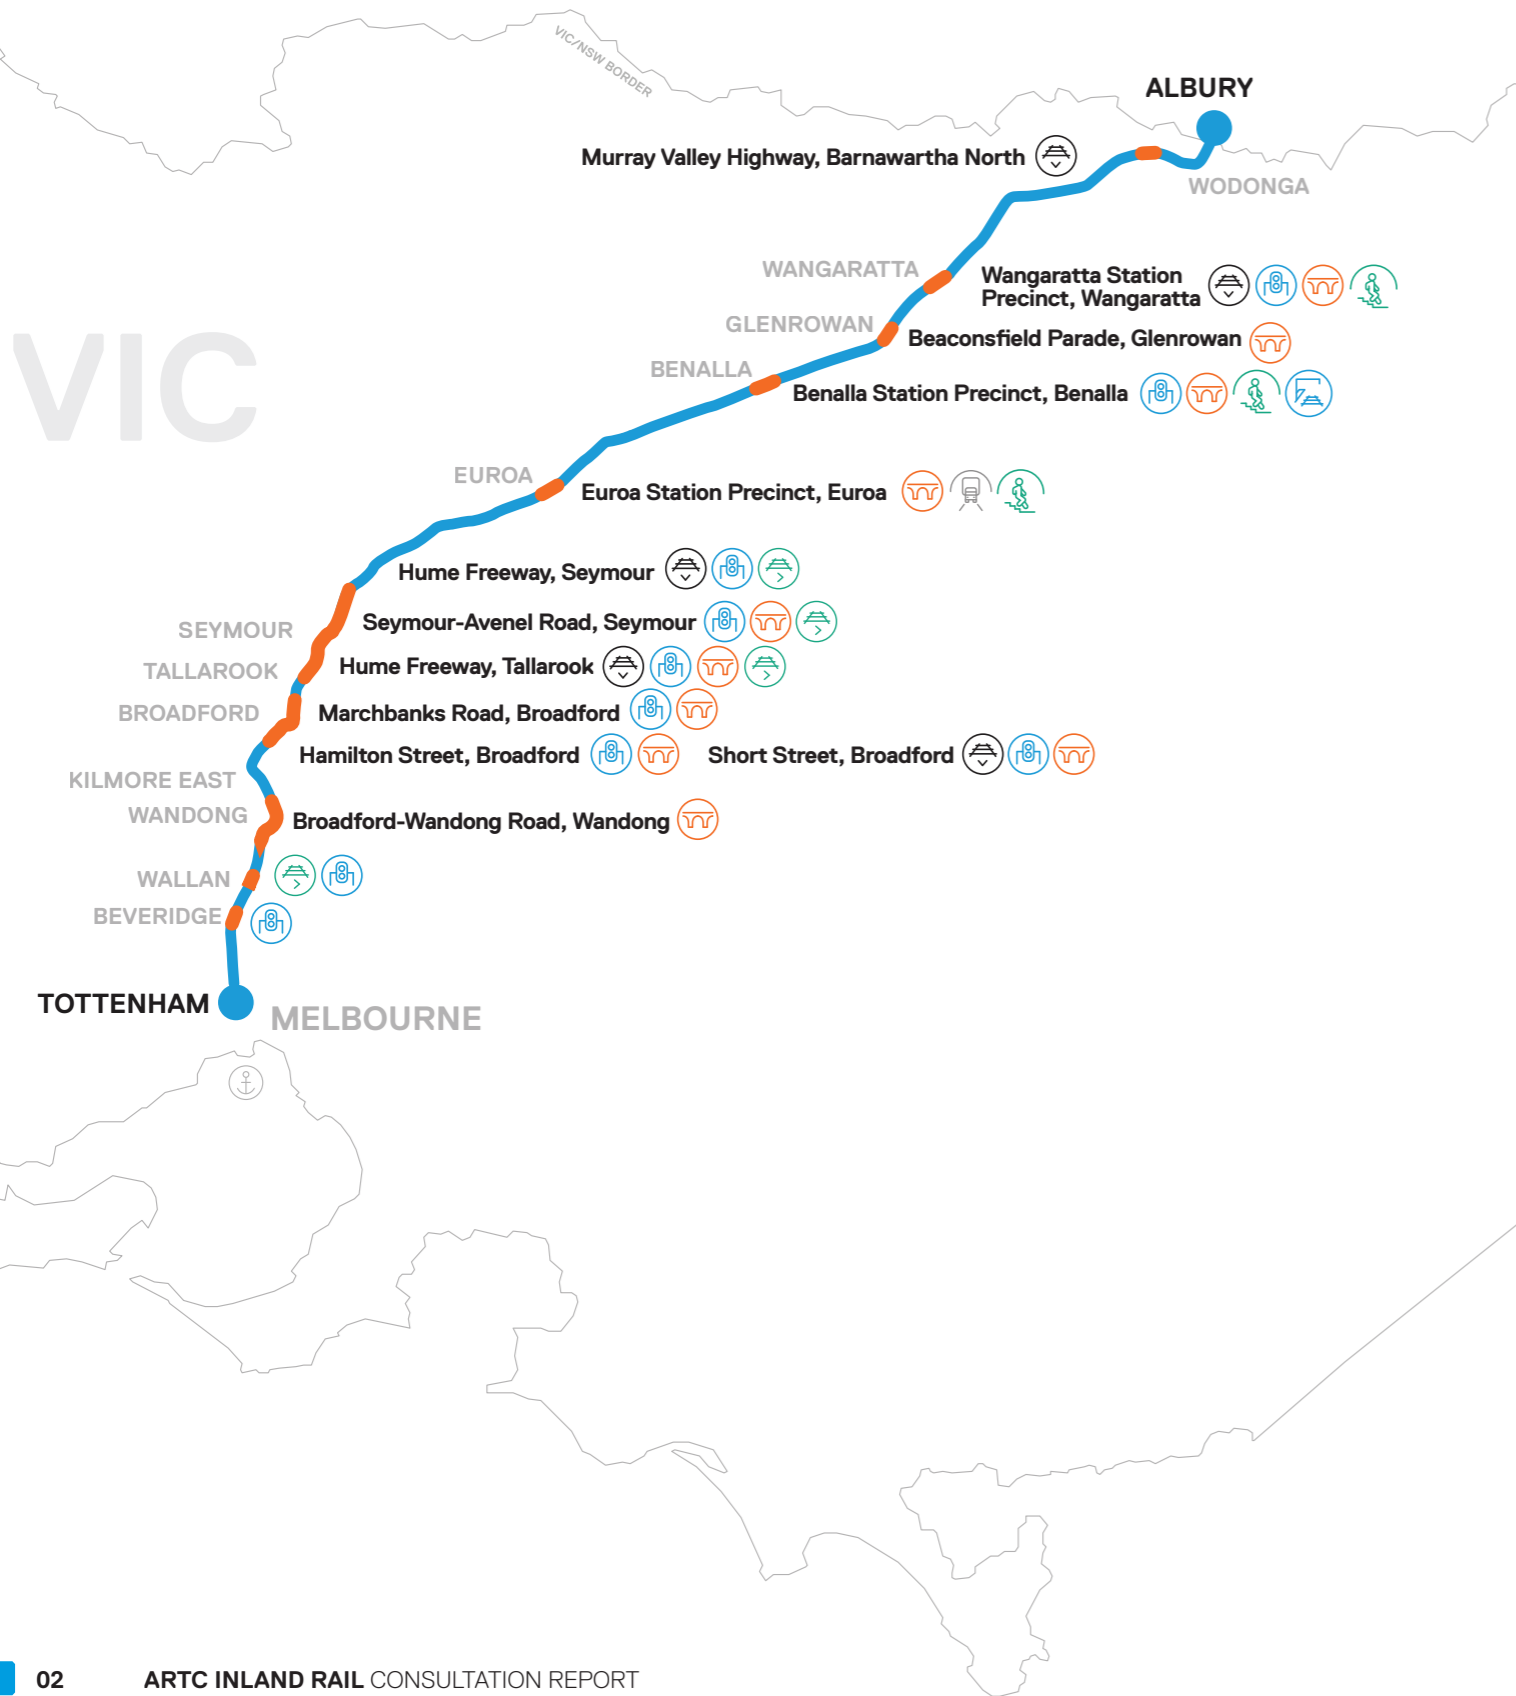 VIC/NSW BORDER
ALBURY
Murray Valley Highway, Barnawartha North
WODONGA
WANGARATTA
Wangaratta Station
Precinct, Wangaratta
GLENROWAN
Beaconsfield Parade, Glenrowan
VIC
BENALLA
Benalla Station Precinct, Benalla
EUROA
Euroa Station Precinct, Euroa
Hume Freeway, Seymour
SEYMOUR
Seymour-Avenel Road, Seymour
TALLAROOK
Hume Freeway, Tallarook
BROADFORD
Marchbanks Road, Broadford
Hamilton Street, Broadford
Short Street, Broadford
KILMORE EAST
WANDONG
Broadford-Wandong Road, Wandong
WALLAN
BEVERIDGE
TOTTENHAM
MELBOURNE
02 ARTC INLAND RAIL CONSULTATION REPORT